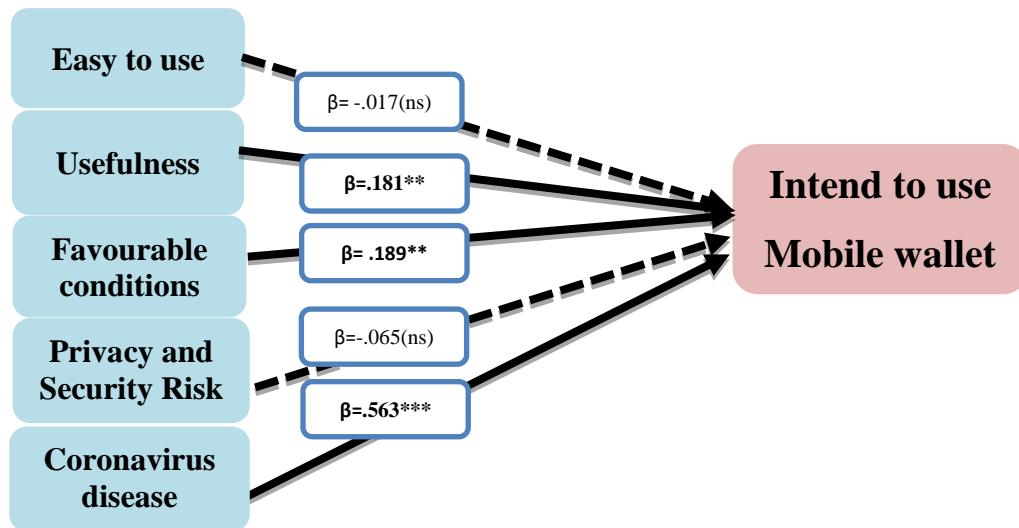 Easy to use
β= -.017(ns)
Usefulness
β=.181**
Favourable
conditions
β= .189**
Privacy and
Security Risk
β=-.065(ns)
Coronavirus
disease
β=.563***
Intend to use
Mobile wallet